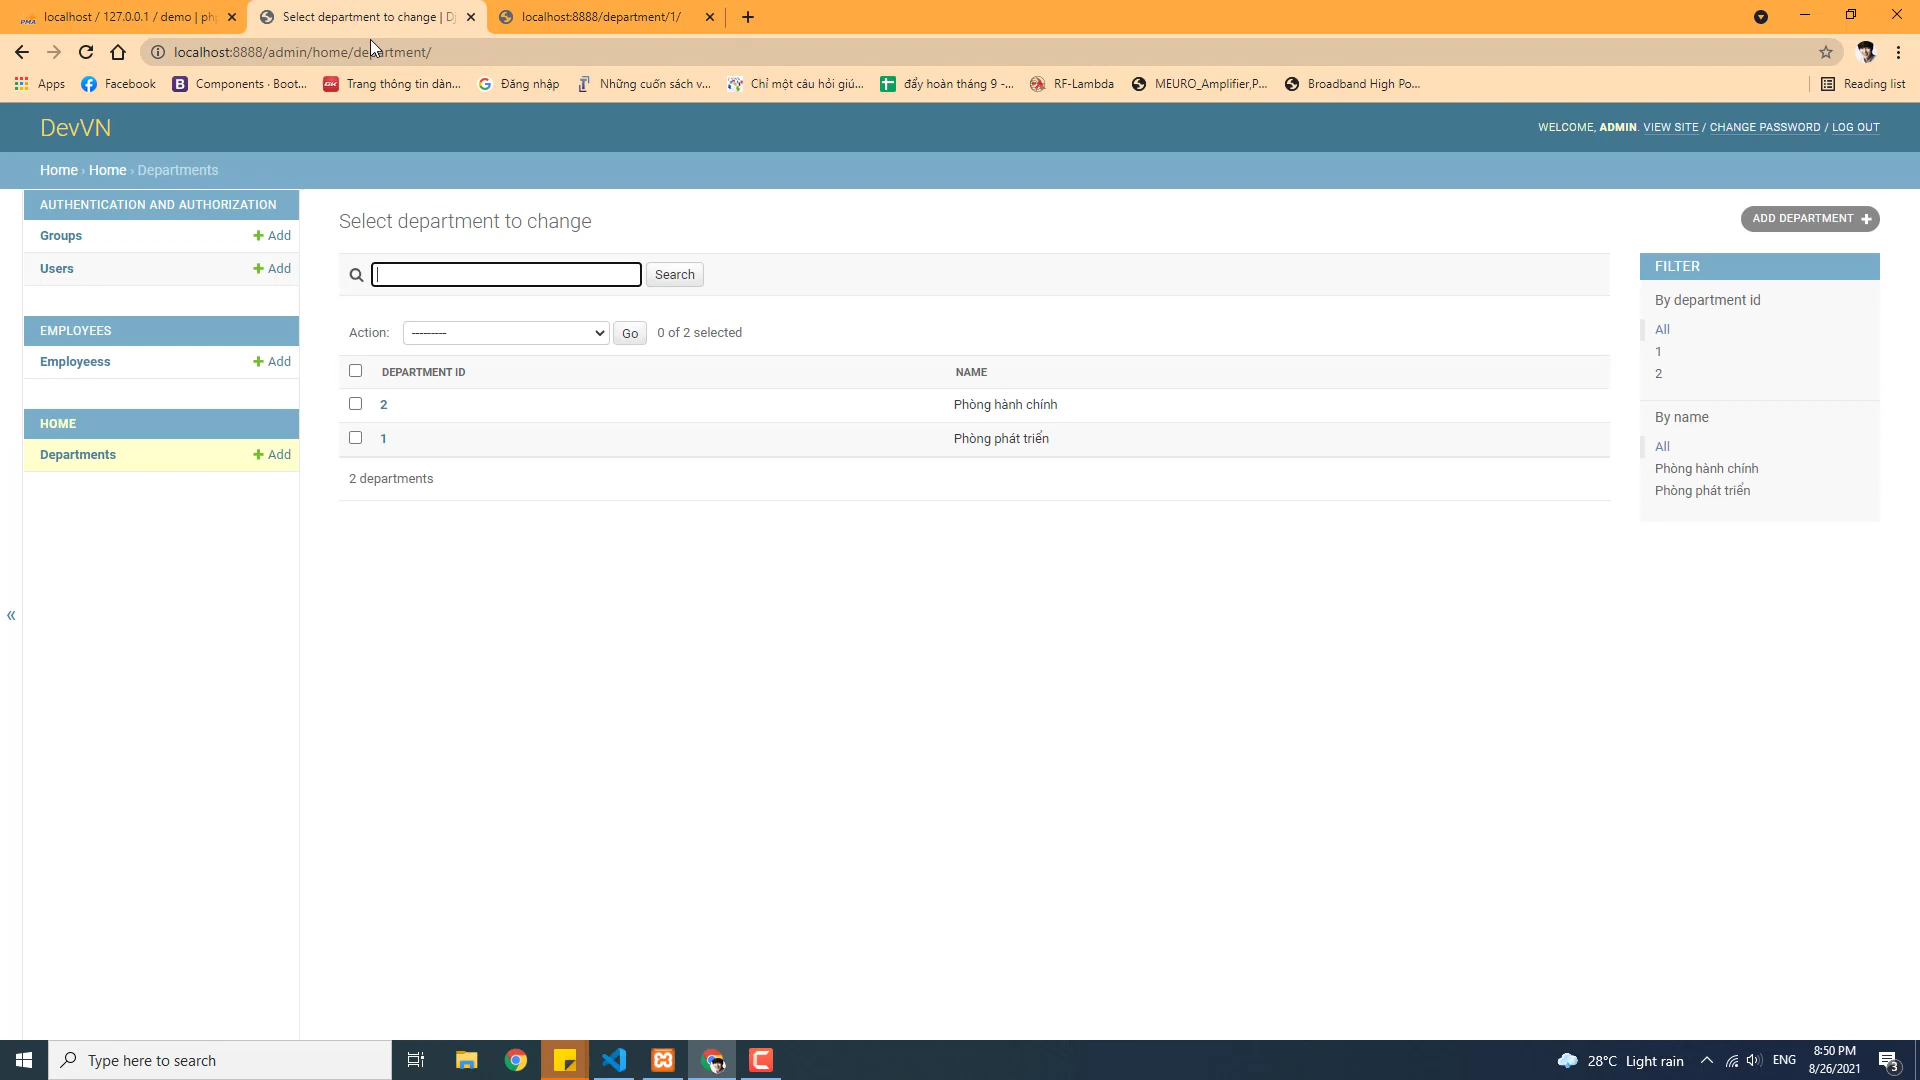 localhost / 127.0.0.1 / demo | ph
Select department to change | Dj
localhost:8888/department/1/
localhost:8888/admin/home/department/
Apps
Facebook
Components · Boot...
Trang thông tin dàn...
Đăng nhập
Những cuốn sách v...
Chỉ một câu hỏi giú...
đẩy hoàn tháng 9 -...
RF-Lambda
MEURO_Amplifier,P...
Broadband High Po...
Reading list
DevVN
WELCOME, ADMIN. VIEW SITE / CHANGE PASSWORD / LOG OUT
Home › Home › Departments
AUTHENTICATION AND AUTHORIZATION
Groups
Add
Users
Add
EMPLOYEES
Employeess
Add
HOME
Departments
Add
«
Select department to change
ADD DEPARTMENT +
Search
Action:
---------
Go
0 of 2 selected
DEPARTMENT ID
NAME
2
Phòng hành chính
1
Phòng phát triển
2 departments
FILTER
By department id
All
1
2
By name
All
Phòng hành chính
Phòng phát triển
Type here to search
28°C Light rain
ENG
8:50 PM
8/26/2021
3